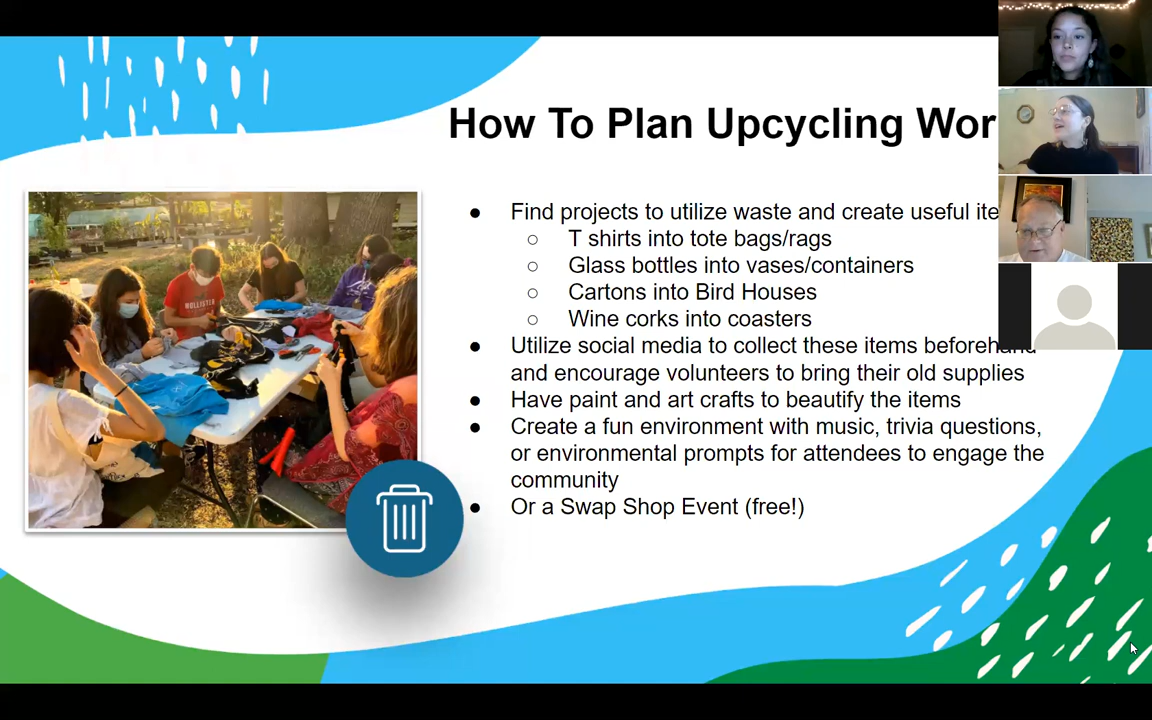 How To Plan Upcycling Wor
Find projects to utilize waste and create useful ite
T shirts into tote bags/rags
Glass bottles into vases/containers
Cartons into Bird Houses
Wine corks into coasters
Utilize social media to collect these items beforehand
and encourage volunteers to bring their old supplies
Have paint and art crafts to beautify the items
Create a fun environment with music, trivia questions,
or environmental prompts for attendees to engage the
community
Or a Swap Shop Event (free!)
HOLLISTER